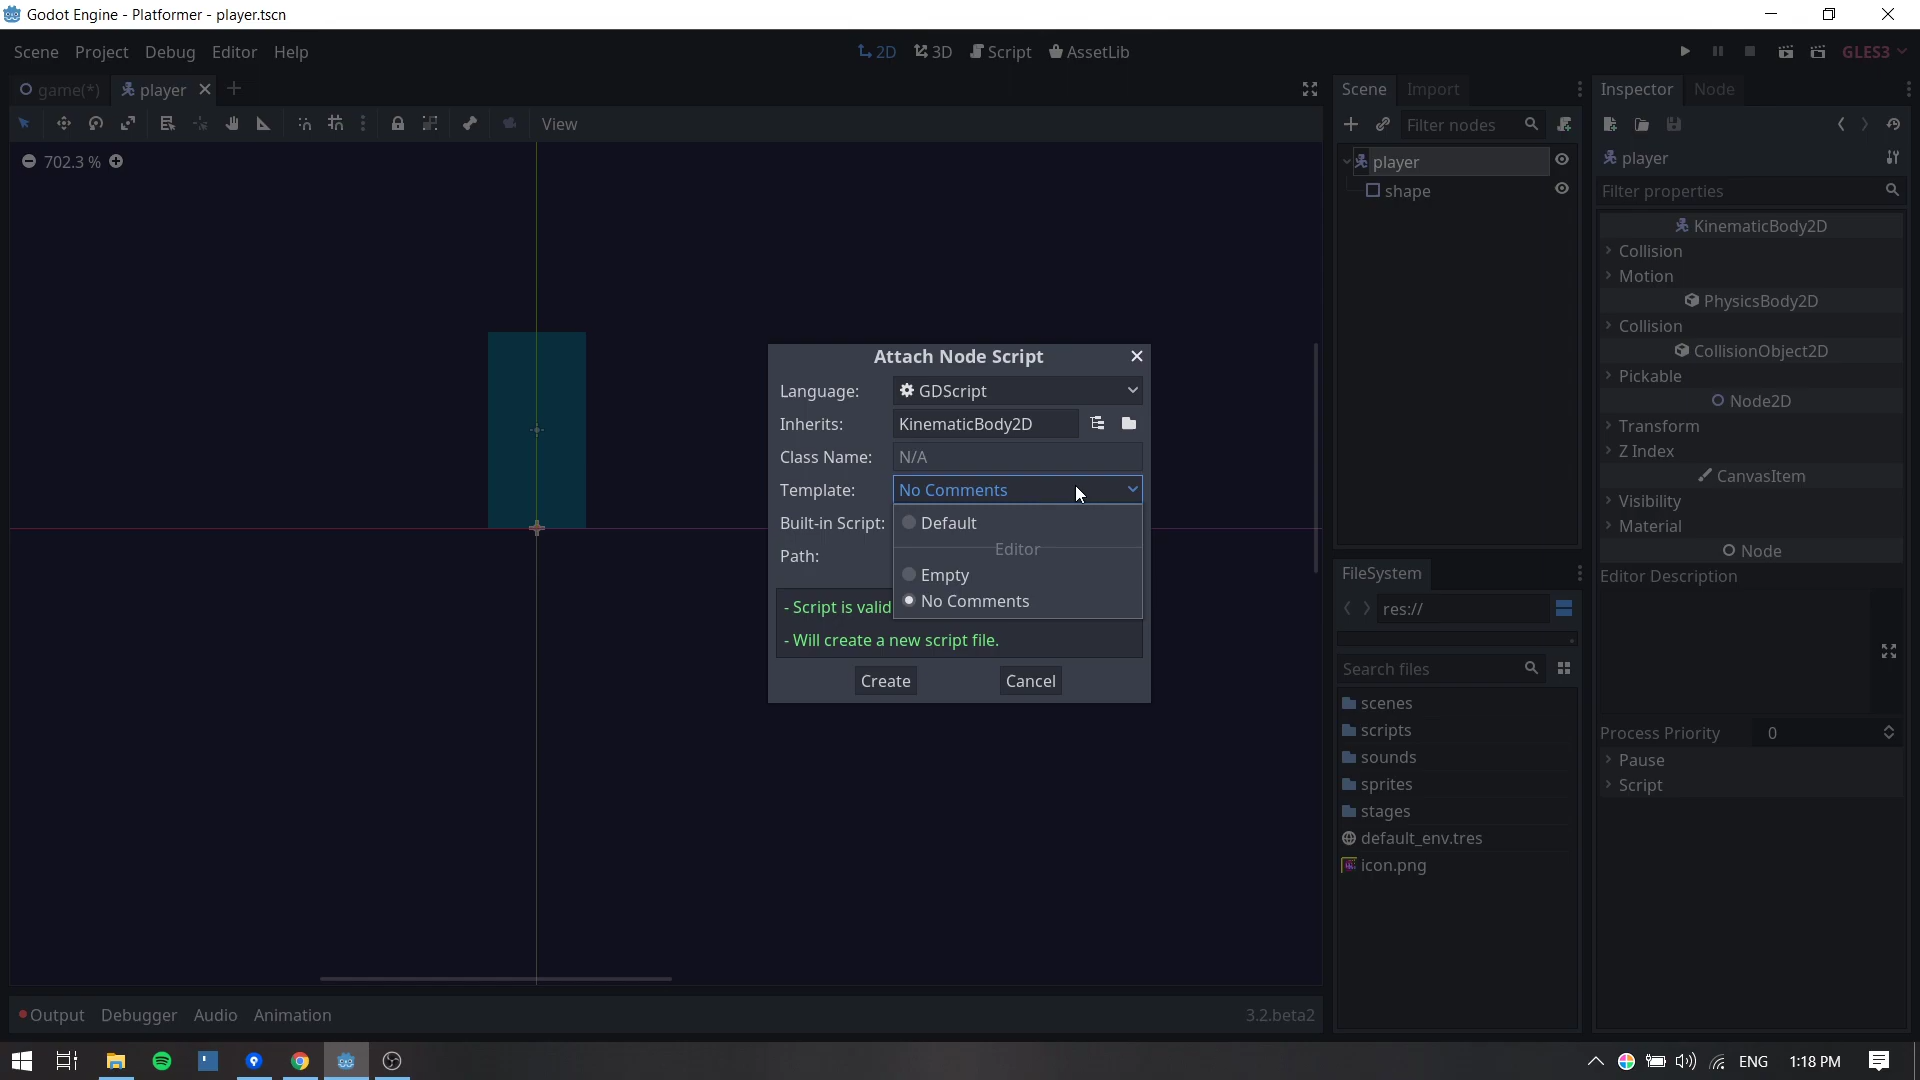 Godot Engine - Platformer - player.tscn
Scene Project Debug Editor Help
2D 3D Script AssetLib
GLES3
game(*) player
View
702.3 %
Attach Node Script
Language: GDScript
Inherits: KinematicBody2D
Class Name: N/A
Template: No Comments
Built-in Script:
Path:
Default
Editor
Empty
No Comments
- Script is valid
- Will create a new script file.
Create Cancel
Output Debugger Audio Animation
3.2.beta2
Scene Import
Filter nodes
player
shape
FileSystem
res://
Search files
scenes
scripts
sounds
sprites
stages
default_env.tres
icon.png
Inspector Node
player
Filter properties
KinematicBody2D
Collision
Motion
PhysicsBody2D
Collision
CollisionObject2D
Pickable
Node2D
Transform
Z Index
CanvasItem
Visibility
Material
Node
Editor Description
Process Priority 0
Pause
Script
ENG 1:18 PM